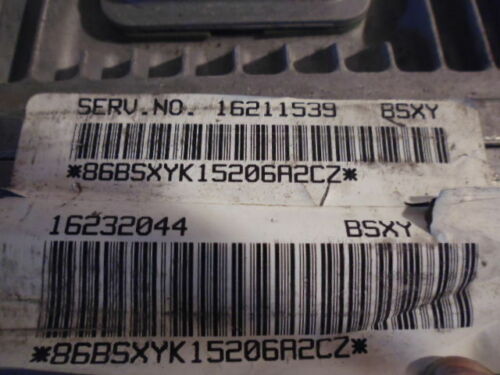 SERV.NO. 16211539 BSXY
*86BSXYK15206A2CZ*
16232044 BSXY
*86BSXYK15206A2CZ*